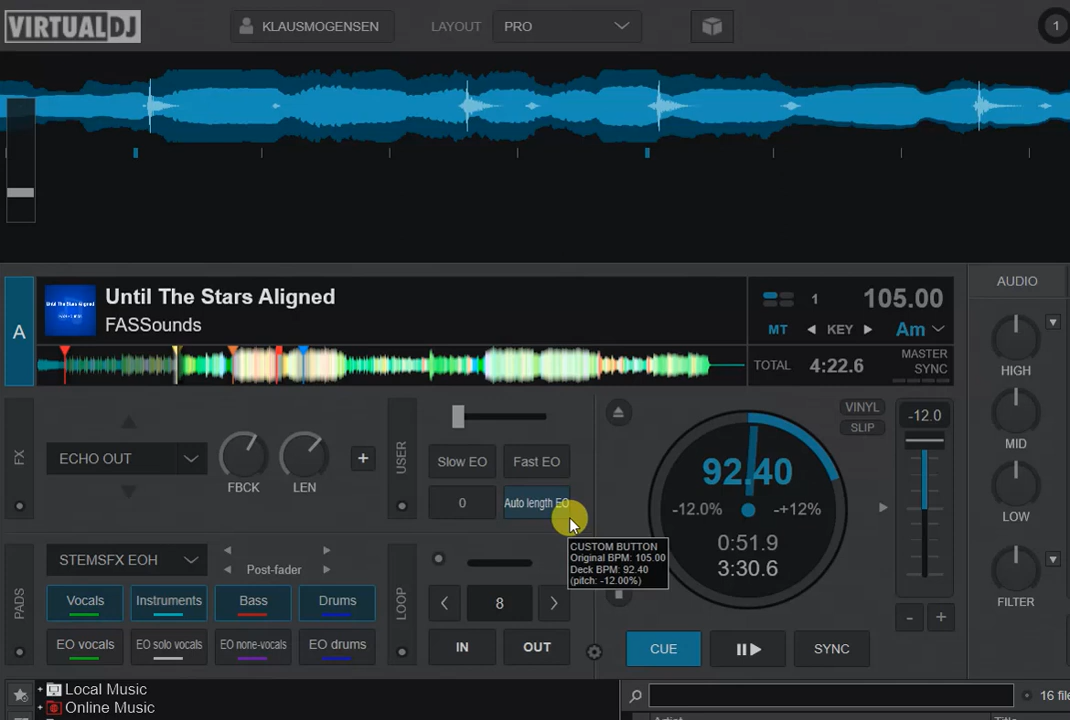 VIRTUALDJ
KLAUSMOGENSEN
LAYOUT
PRO
1
A
Until The Stars Aligned
FASSounds
1
105.00
MT
KEY
Am
TOTAL
4:22.6
MASTER
SYNC
AUDIO
HIGH
MID
LOW
FILTER
FX
ECHO OUT
FBCK
LEN
+
USER
Slow EO
Fast EO
0
Auto length EO
CUSTOM BUTTON
Original BPM: 105.00
Deck BPM: 92.40
(pitch: -12.00%)
VINYL
SLIP
-12.0
92.40
-12.0%
-+12%
0:51.9
3:30.6
-
+
PADS
STEMSFX EOH
Post-fader
Vocals
Instruments
Bass
Drums
EO vocals
EO solo vocals
EO none-vocals
EO drums
LOOP
8
IN
OUT
CUE
SYNC
Local Music
Online Music
16 file